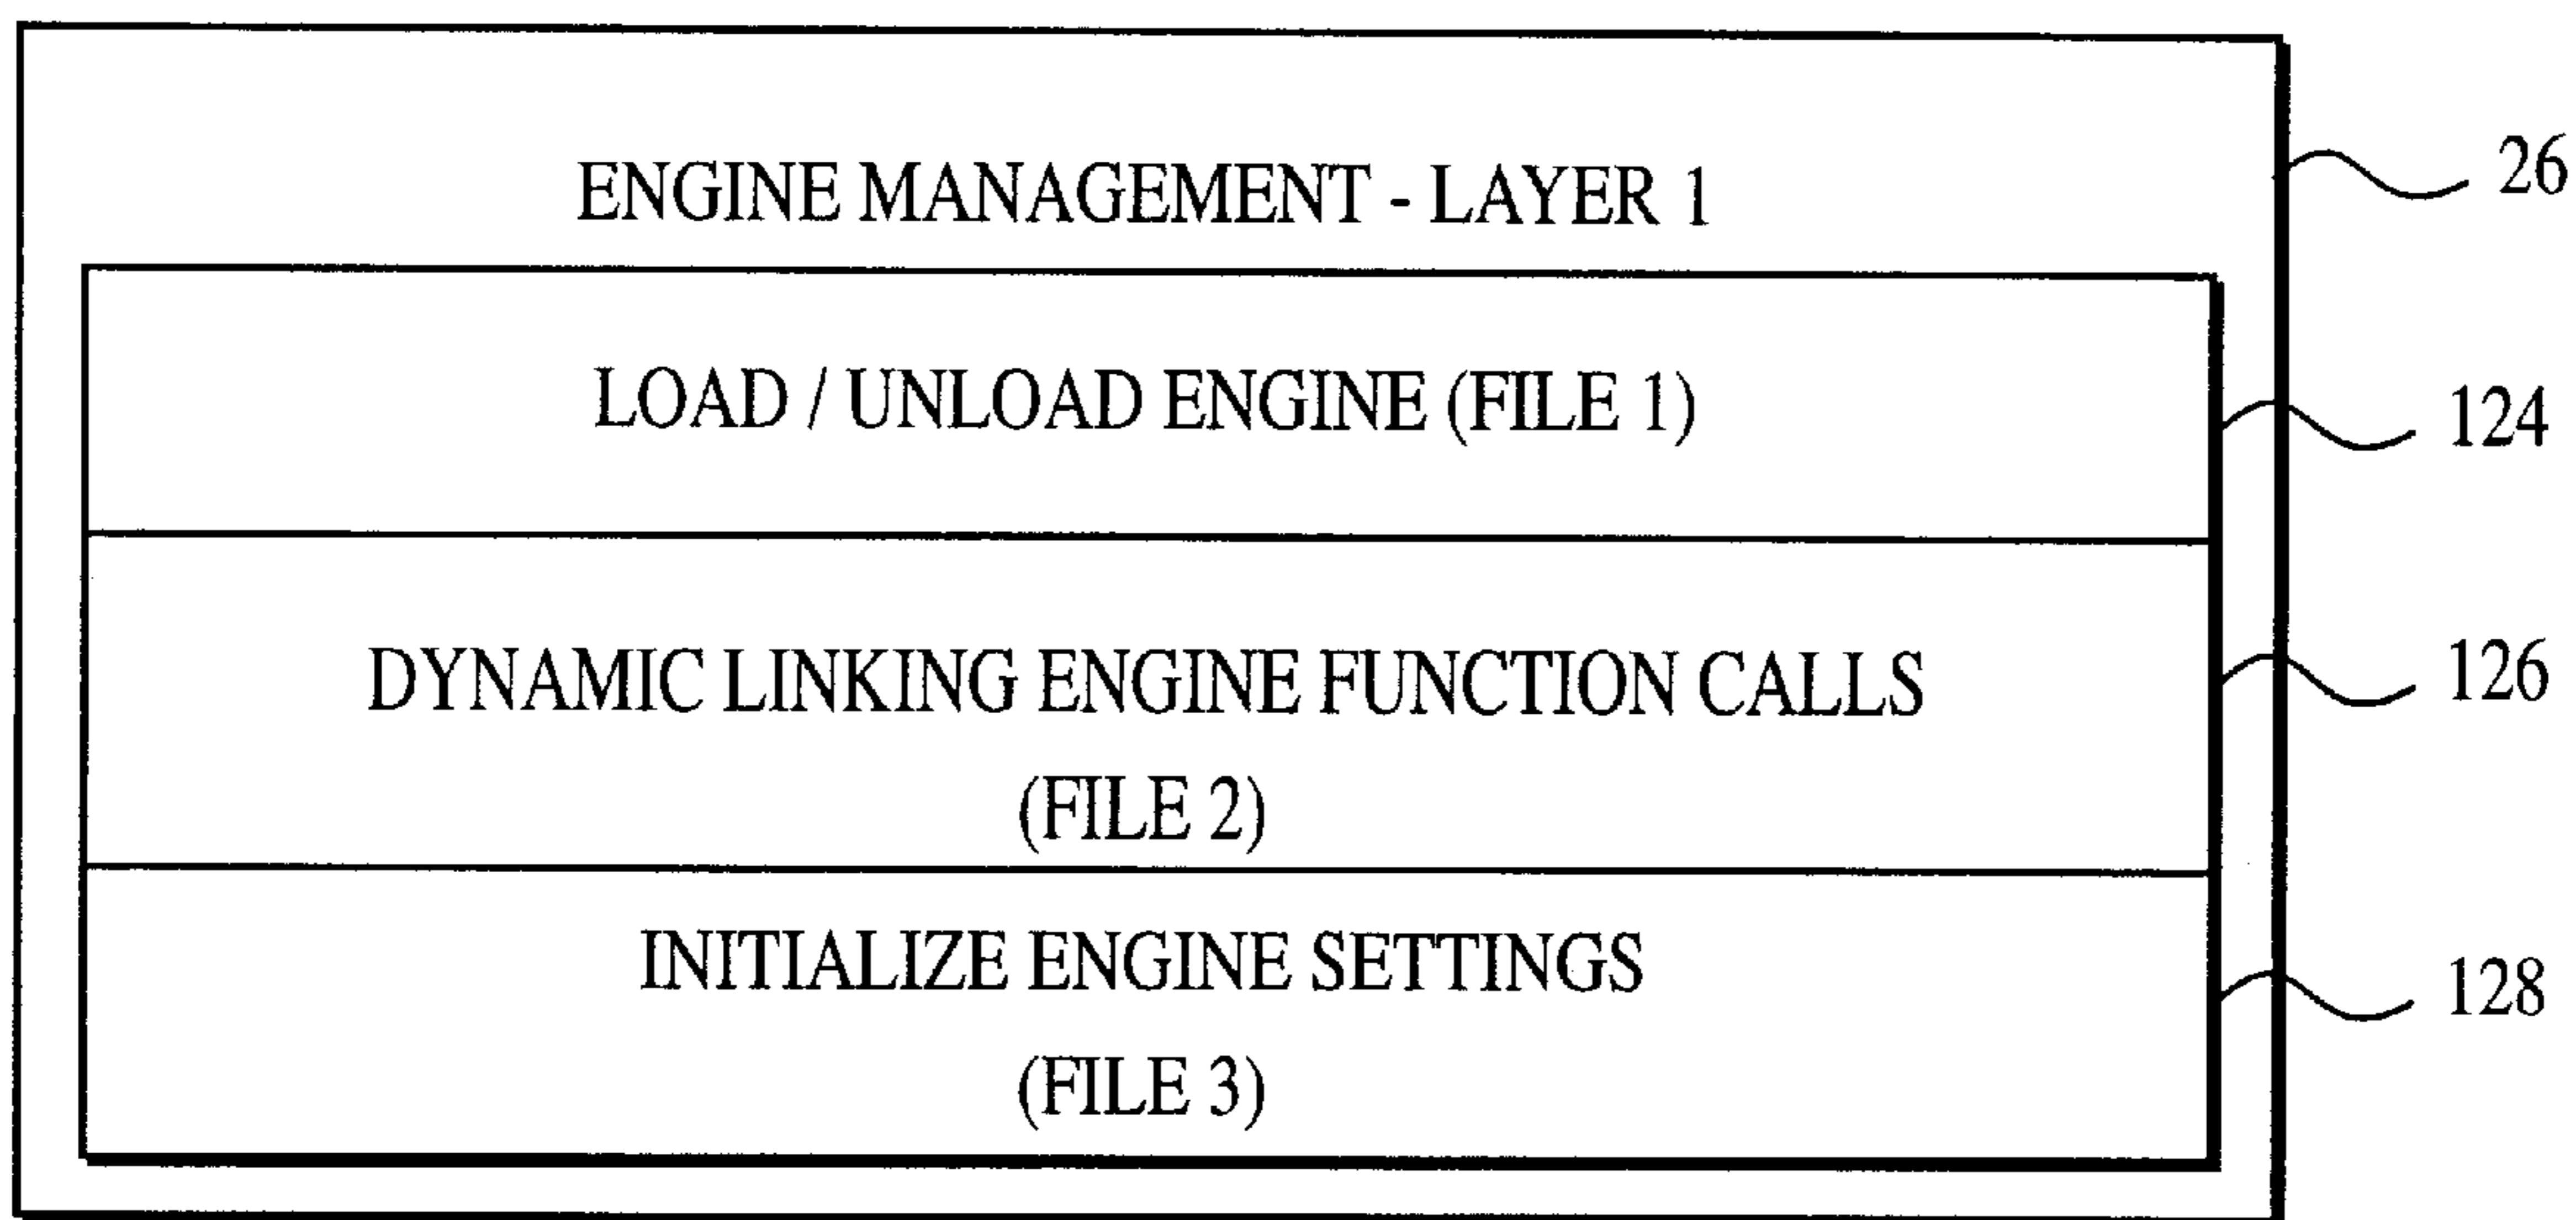 ENGINE MANAGEMENT - LAYER 1
26
LOAD / UNLOAD ENGINE (FILE 1)
124
DYNAMIC LINKING ENGINE FUNCTION CALLS
(FILE 2)
126
INITIALIZE ENGINE SETTINGS
(FILE 3)
128